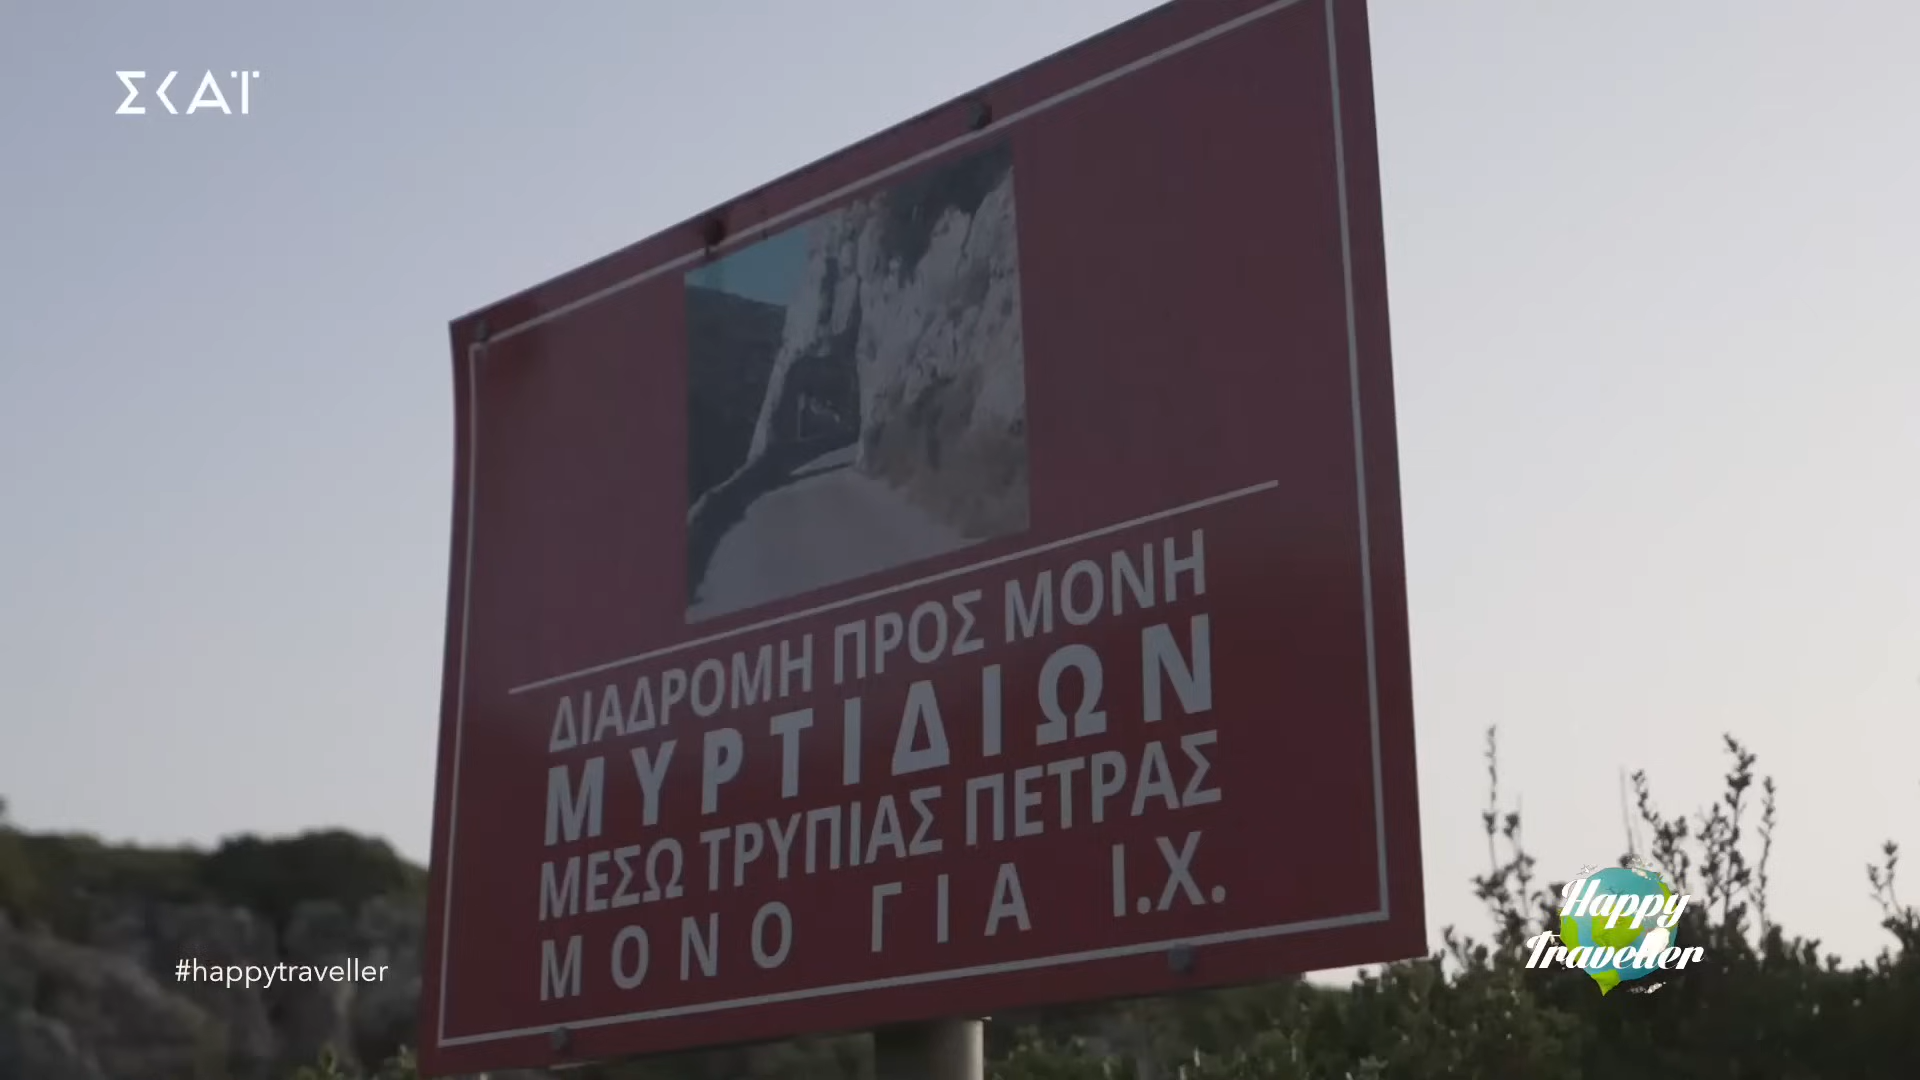 ΣΚΑΪ
ΔΙΑΔΡΟΜΗ ΠΡΟΣ ΜΟΝΗ
ΜΥΡΤΙΔΙΩΝ
ΜΕΣΩ ΤΡΥΠΙΑΣ ΠΕΤΡΑΣ
ΜΟΝΟ ΓΙΑ Ι.Χ.
#happytraveller
Happy
Traveller